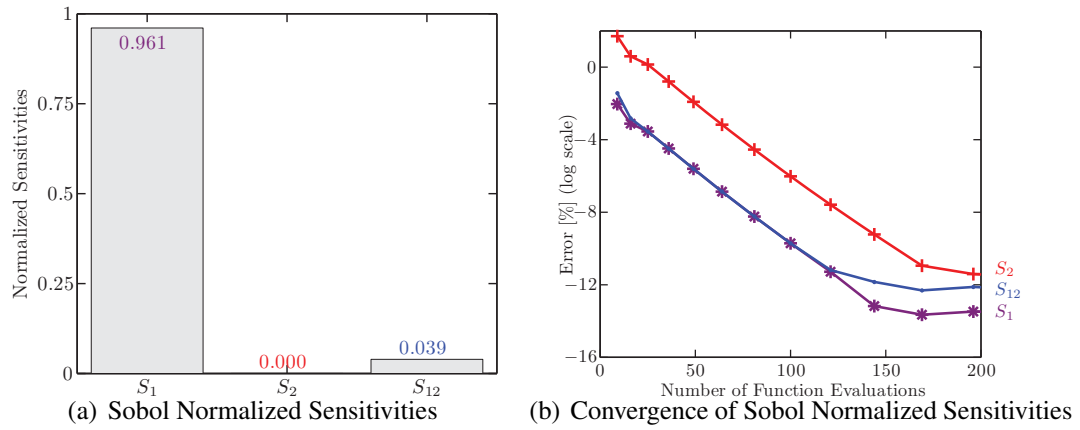 1
0.75
0.5
0.25
0
Normalized Sensitivities
0.961
0.000
0.039
S1
S2
S12
(a) Sobol Normalized Sensitivities
0
−4
−8
−12
−16
Error [%] (log scale)
S2
S12
S1
0
50
100
150
200
Number of Function Evaluations
(b) Convergence of Sobol Normalized Sensitivities